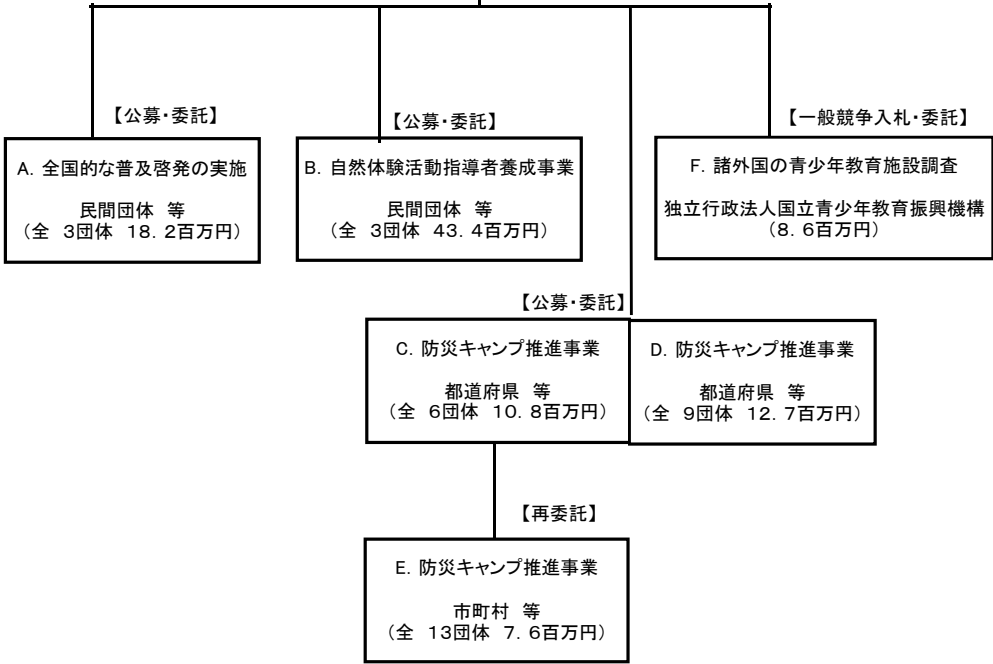 【公募・委託】
A. 全国的な普及啓発の実施
民間団体 等
(全 3団体 18.2百万円)
【公募・委託】
B. 自然体験活動指導者養成事業
民間団体 等
(全 3団体 43.4百万円)
【一般競争入札・委託】
F. 諸外国の青少年教育施設調査
独立行政法人国立青少年教育振興機構
(8.6百万円)
【公募・委託】
C. 防災キャンプ推進事業
都道府県 等
(全 6団体 10.8百万円)
D. 防災キャンプ推進事業
都道府県 等
(全 9団体 12.7百万円)
【再委託】
E. 防災キャンプ推進事業
市町村 等
(全 13団体 7.6百万円)